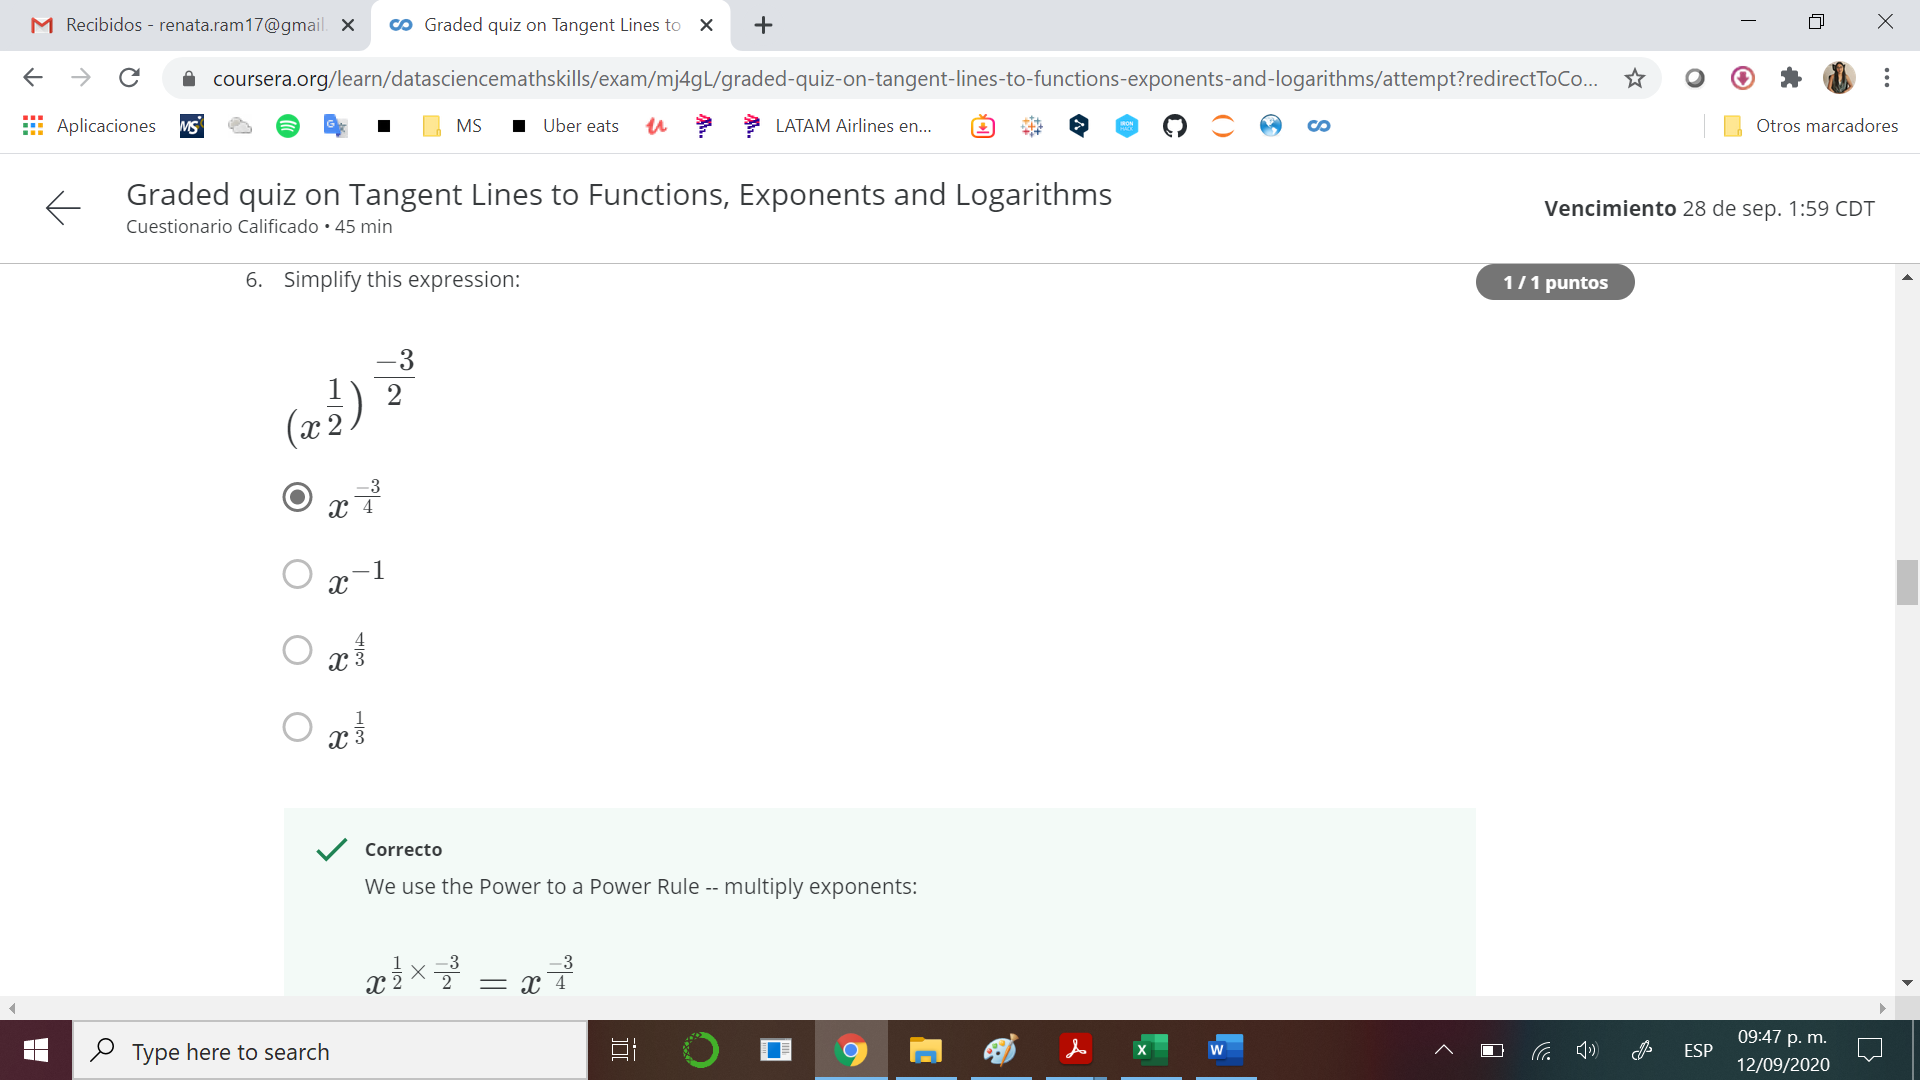 Recibidos - renata.ram17@gmail.
Graded quiz on Tangent Lines to
coursera.org/learn/datasciencemathskills/exam/mj4gL/graded-quiz-on-tangent-lines-to-functions-exponents-and-logarithms/attempt?redirectToCo...
Aplicaciones
MS
MS
Uber eats
LATAM Airlines en...
Otros marcadores
Graded quiz on Tangent Lines to Functions, Exponents and Logarithms
Cuestionario Calificado • 45 min
Vencimiento 28 de sep. 1:59 CDT
6. Simplify this expression:
1 / 1 puntos
(x^{1/2})^{-3/2}
x^{-3/4}
x^{-1}
x^{4/3}
x^{1/3}
Correcto
We use the Power to a Power Rule -- multiply exponents:
x^{1/2 × -3/2} = x^{-3/4}
Type here to search
ESP
09:47 p. m.
12/09/2020